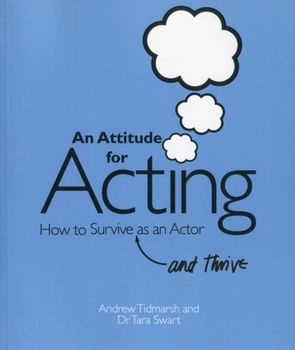 An Attitude
for
Acting
How to Survive as an Actor
and thrive
Andrew Tidmarsh and
Dr Tara Swart